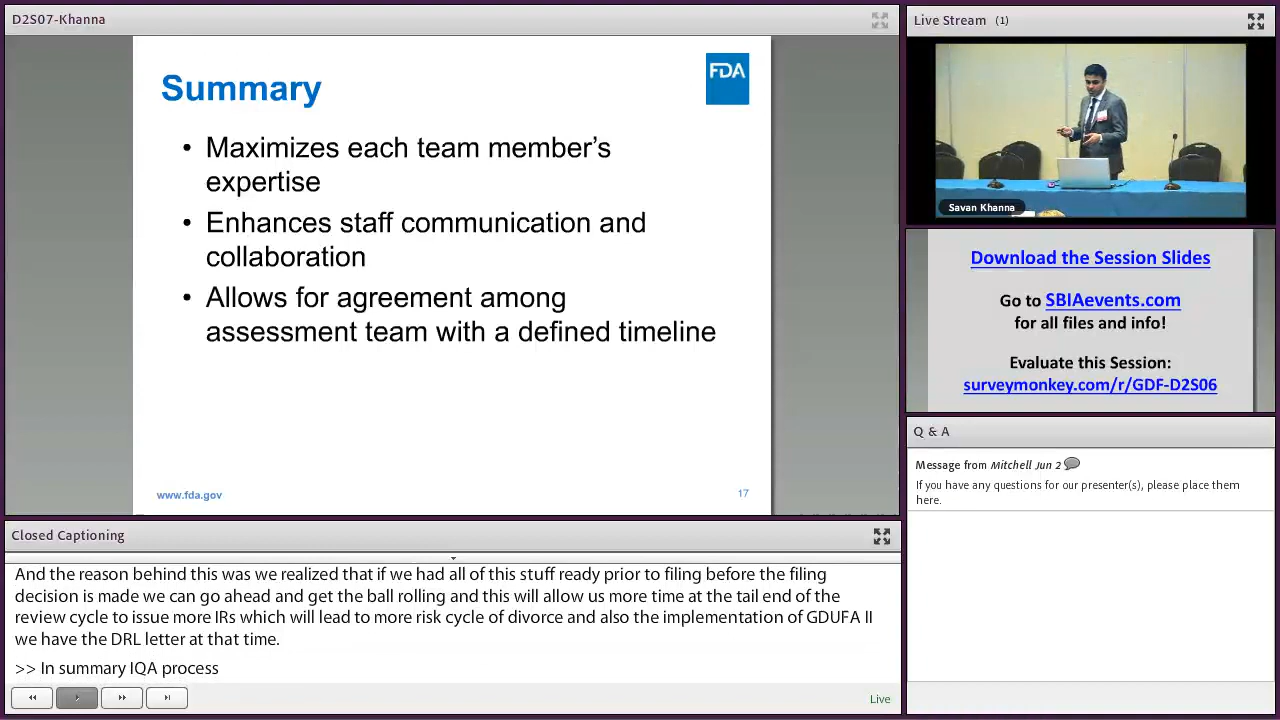 D2S07-Khanna
Summary
FDA
• Maximizes each team member's
expertise
• Enhances staff communication and
collaboration
• Allows for agreement among
assessment team with a defined timeline
www.fda.gov
17
Live Stream (1)
Savan Khanna
Download the Session Slides
Go to SBIAevents.com
for all files and info!
Evaluate this Session:
surveymonkey.com/r/GDF-D2S06
Q & A
Message from Mitchell Jun 2
If you have any questions for our presenter(s), please place them
here.
Closed Captioning
And the reason behind this was we realized that if we had all of this stuff ready prior to filing before the filing
decision is made we can go ahead and get the ball rolling and this will allow us more time at the tail end of the
review cycle to issue more IRs which will lead to more risk cycle of divorce and also the implementation of GDUFA II
we have the DRL letter at that time.
>> In summary IQA process
Live